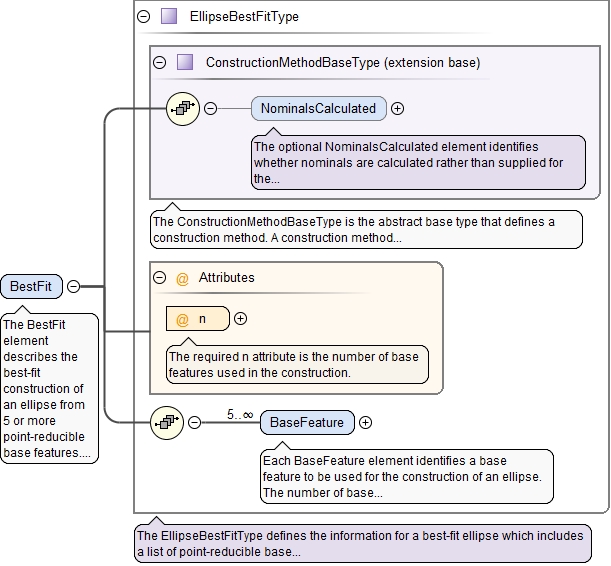 EllipseBestFitType
ConstructionMethodBaseType (extension base)
NominalsCalculated
The optional NominalsCalculated element identifies
whether nominals are calculated rather than supplied for
the...
The ConstructionMethodBaseType is the abstract base type that defines a
construction method. A construction method...
@ Attributes
@ n
The required n attribute is the number of base
features used in the construction.
BestFit
The BestFit
element
describes the
best-fit
construction of
an ellipse from
5 or more
point-reducible
base features....
5..∞
BaseFeature
Each BaseFeature element identifies a base
feature to be used for the construction of an ellipse.
The number of base...
The EllipseBestFitType defines the information for a best-fit ellipse which includes
a list of point-reducible base...